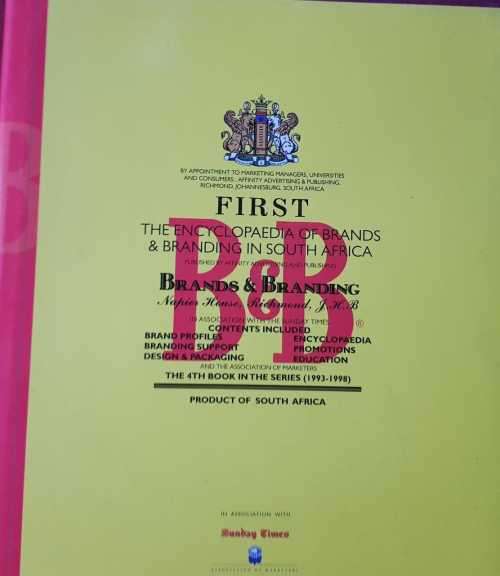 BY APPOINTMENT TO MARKETING MANAGERS, UNIVERSITIES
AND CONSUMERS... AFFINITY ADVERTISING & PUBLISHING,
RICHMOND, JOHANNESBURG, SOUTH AFRICA
FIRST
THE ENCYCLOPAEDIA OF BRANDS
& BRANDING IN SOUTH AFRICA
PUBLISHED BY AFFINITY ADVERTISING AND PUBLISHING
B&B®
BRANDS & BRANDING
Napier House, Richmond, J.H.B
IN ASSOCIATION WITH THE SUNDAY TIMES
CONTENTS INCLUDED
BRAND PROFILES ENCYCLOPAEDIA
BRANDING SUPPORT PROMOTIONS
DESIGN & PACKAGING EDUCATION
AND THE ASSOCIATION OF MARKETERS
THE 4TH BOOK IN THE SERIES (1993-1998)
PRODUCT OF SOUTH AFRICA
IN ASSOCIATION WITH
Sunday Times
ASSOCIATION OF MARKETERS
B